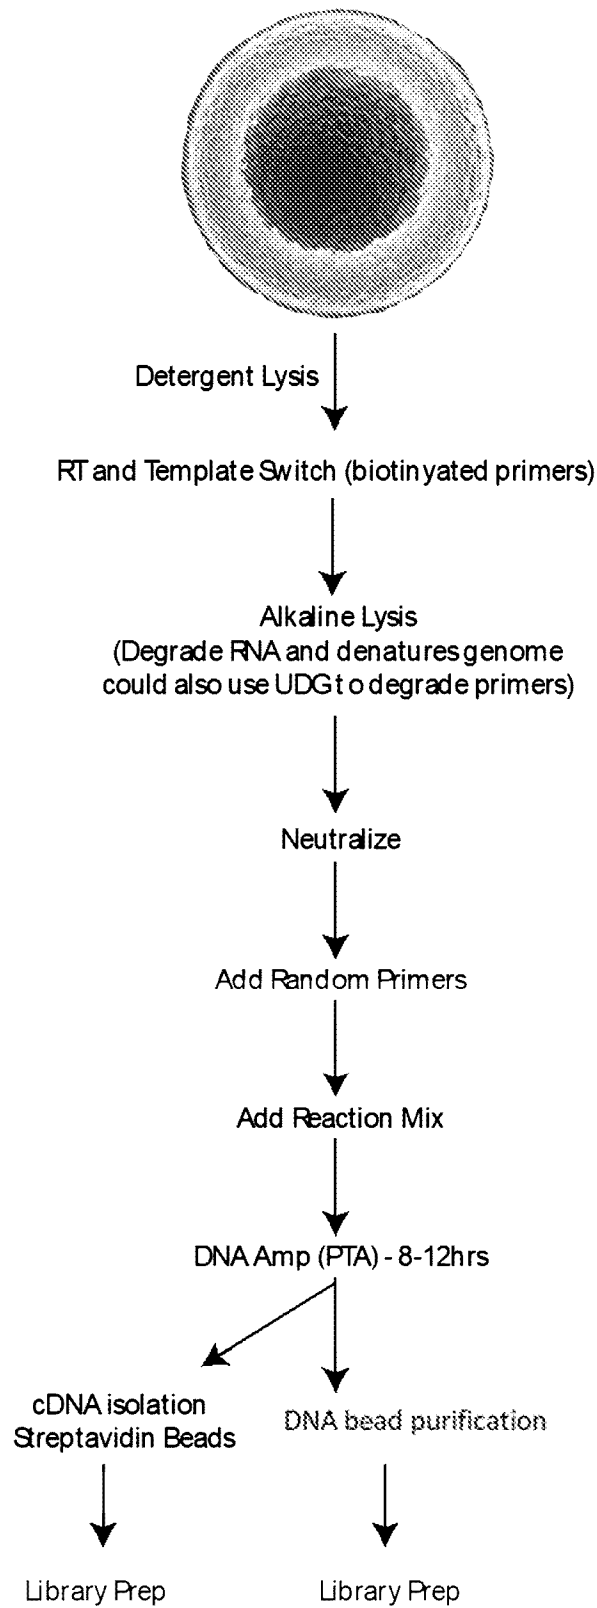 Detergent Lysis
RT and Template Switch (biotinyated primers)
Alkaline Lysis
(Degrade RNA and denatures genome
could also use UDG to degrade primers)
Neutralize
Add Random Primers
Add Reaction Mix
DNA Amp (PTA) - 8-12hrs
cDNA isolation
Streptavidin Beads
DNA bead purification
Library Prep
Library Prep